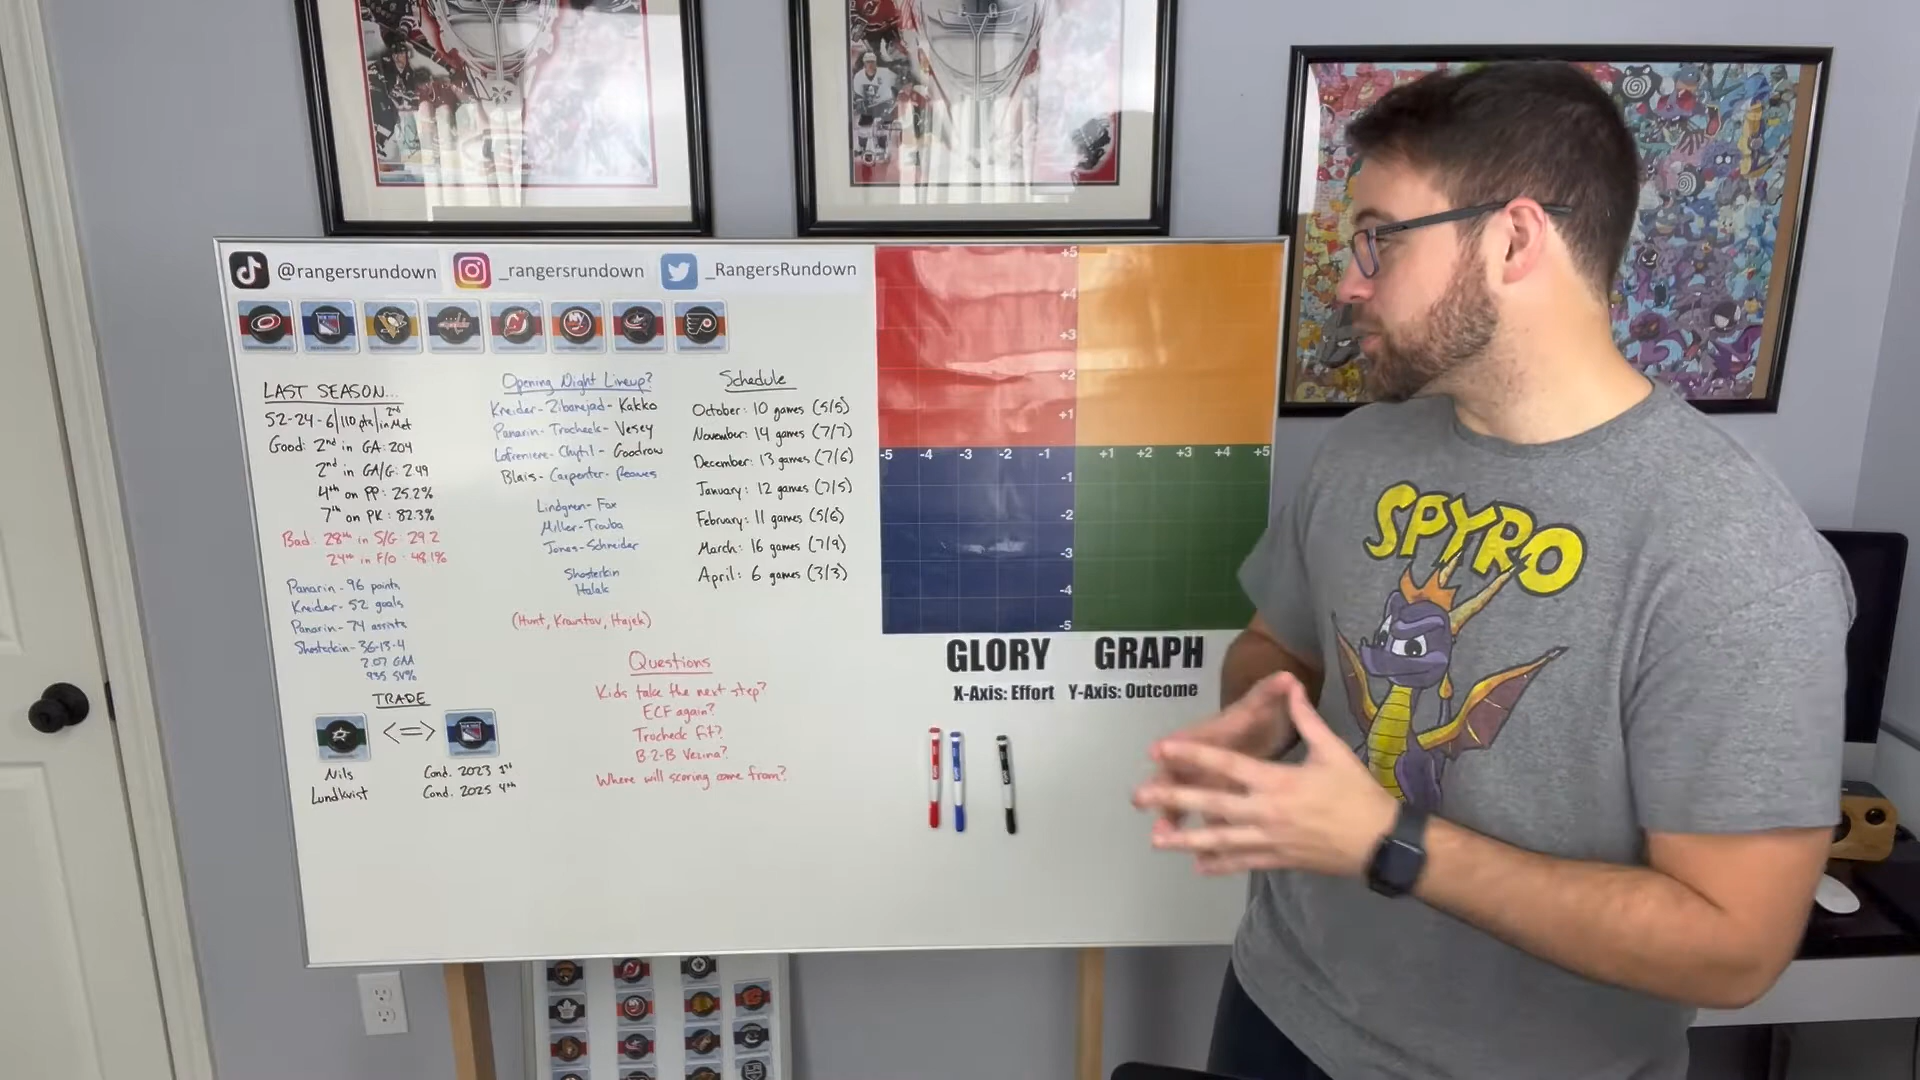 @rangersrundown
_rangersrundown
_RangersRundown
LAST SEASON...
52-24-6/110 pts/2nd in Met
Good: 2nd in GA: 204
2nd in GA/G: 2.49
4th on PP: 25.2%
7th on PK: 82.3%
Bad: 28th in S/G: 29.2
24th in F/O: 48.1%
Panarin- 96 points
Kreider- 52 goals
Panarin- 74 assists
Shesterkin- 36-13-4
2.07 GAA
.935 SV%
TRADE
<=>
Nils
Lundkvist
Cond. 2023 1st
Cond. 2025 4th
Opening Night Lineup?
Kreider- Zibanejad- Kakko
Panarin- Trocheck- Vesey
Lafreniere- Chytil- Goodrow
Blais- Carpenter- Reaves
Lindgren- Fox
Miller-Trouba
Jones-Schneider
Shesterkin
Halak
(Hunt, Kravstov, Hajek)
Schedule
October: 10 games (5/5)
November: 14 games (7/7)
December: 13 games (7/6)
January: 12 games (7/5)
February: 11 games (5/6)
March: 16 games (7/9)
April: 6 games (3/3)
Questions
Kids take the next step?
ECF again?
Trocheck fit?
B-2-B Vezina?
Where will scoring come from?
+5
+4
+3
+2
+1
-5 -4 -3 -2 -1 +1 +2 +3 +4 +5
-1
-2
-3
-4
-5
GLORY GRAPH
X-Axis: Effort Y-Axis: Outcome
SPYRO